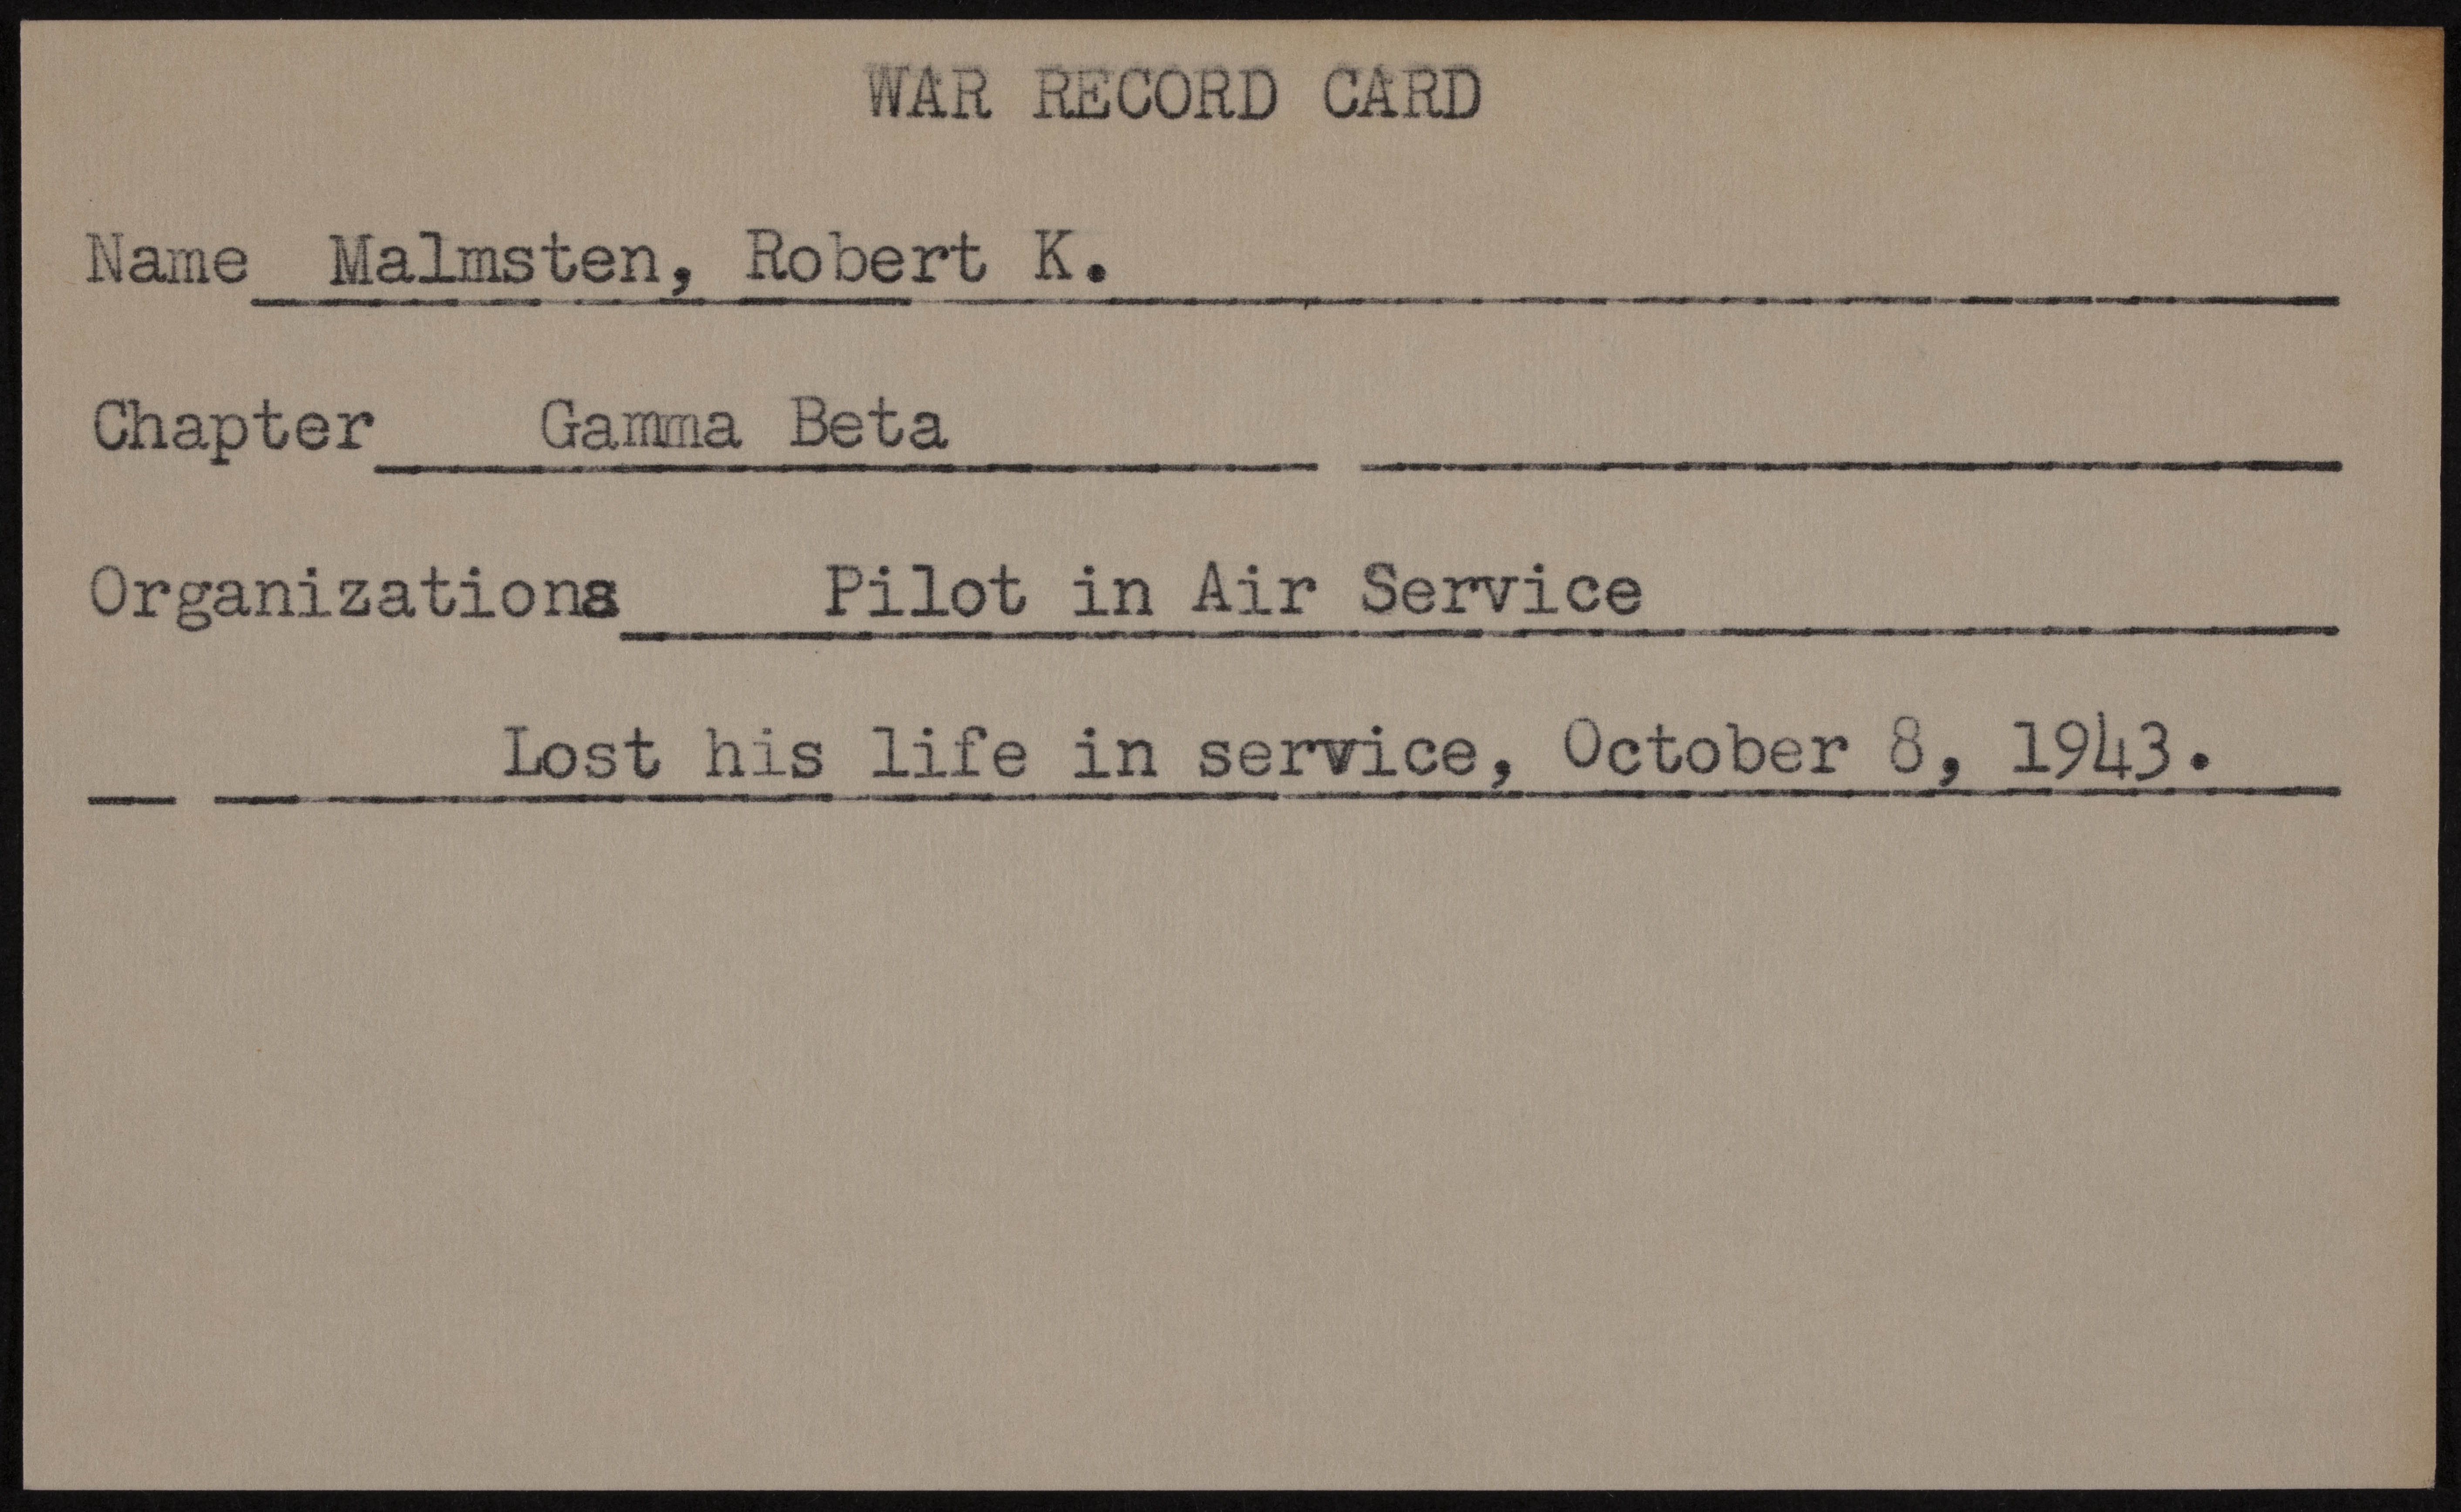 WAR RECORD CARD
Name Malmsten, Robert K.
Chapter Gamma Beta
Organizations Pilot in Air Service
Lost his life in service, October 8, 1943.